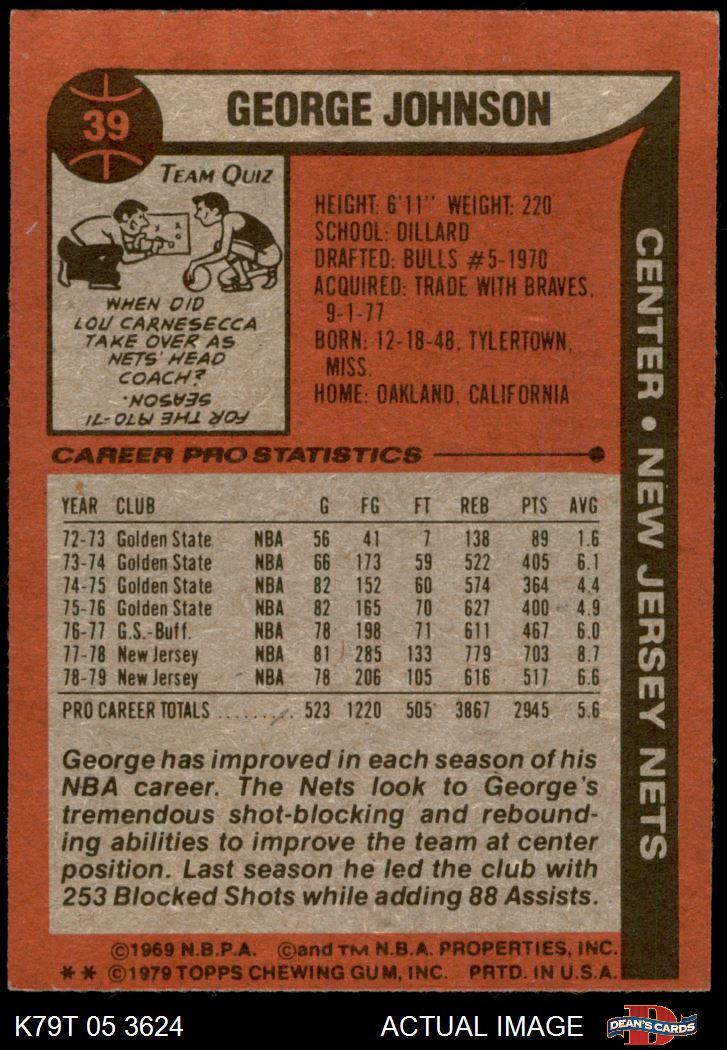 39
GEORGE JOHNSON
TEAM QUIZ
WHEN DID
LOU CARNESECCA
TAKE OVER AS
NETS' HEAD
COACH?
FOR THE 1970-71
SEASON.
HEIGHT: 6'11" WEIGHT: 220
SCHOOL: DILLARD
DRAFTED: BULLS #5-1970
ACQUIRED: TRADE WITH BRAVES,
9-1-77
BORN: 12-18-48, TYLERTOWN,
MISS.
HOME: OAKLAND, CALIFORNIA
CENTER • NEW JERSEY NETS
CAREER PRO STATISTICS
YEAR CLUB G FG FT REB PTS AVG
72-73 Golden State NBA 56 41 7 138 89 1.6
73-74 Golden State NBA 66 173 59 522 405 6.1
74-75 Golden State NBA 82 152 60 574 364 4.4
75-76 Golden State NBA 82 165 70 627 400 4.9
76-77 G.S.-Buff. NBA 78 198 71 611 467 6.0
77-78 New Jersey NBA 81 285 133 779 703 8.7
78-79 New Jersey NBA 78 206 105 616 517 6.6
PRO CAREER TOTALS ......... 523 1220 505 3867 2945 5.6
George has improved in each season of his
NBA career. The Nets look to George's
tremendous shot-blocking and rebound-
ing abilities to improve the team at center
position. Last season he led the club with
253 Blocked Shots while adding 88 Assists.
©1969 N.B.P.A. ©and TM N.B.A. PROPERTIES, INC.
** ©1979 TOPPS CHEWING GUM, INC. PRTD. IN U.S.A.
K79T 05 3624 ACTUAL IMAGE D DEAN'S CARDS